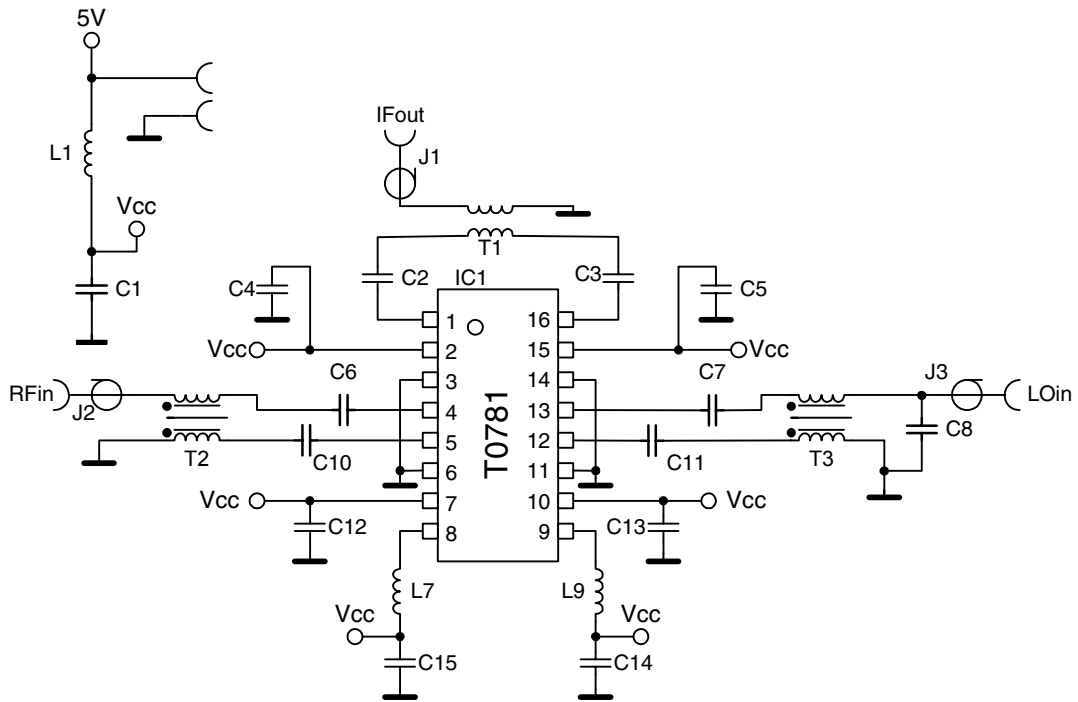 5V
IFout
L1
J1
Vcc
T1
C1
C2
IC1
C3
C4
C5
1
16
Vcc
2
15
Vcc
C6
3
14
C7
J3
RFin
J2
4
13
LOin
C8
T0781
5
12
T2
C10
C11
T3
6
11
Vcc
7
10
Vcc
C12
C13
8
9
L7
L9
Vcc
Vcc
C15
C14